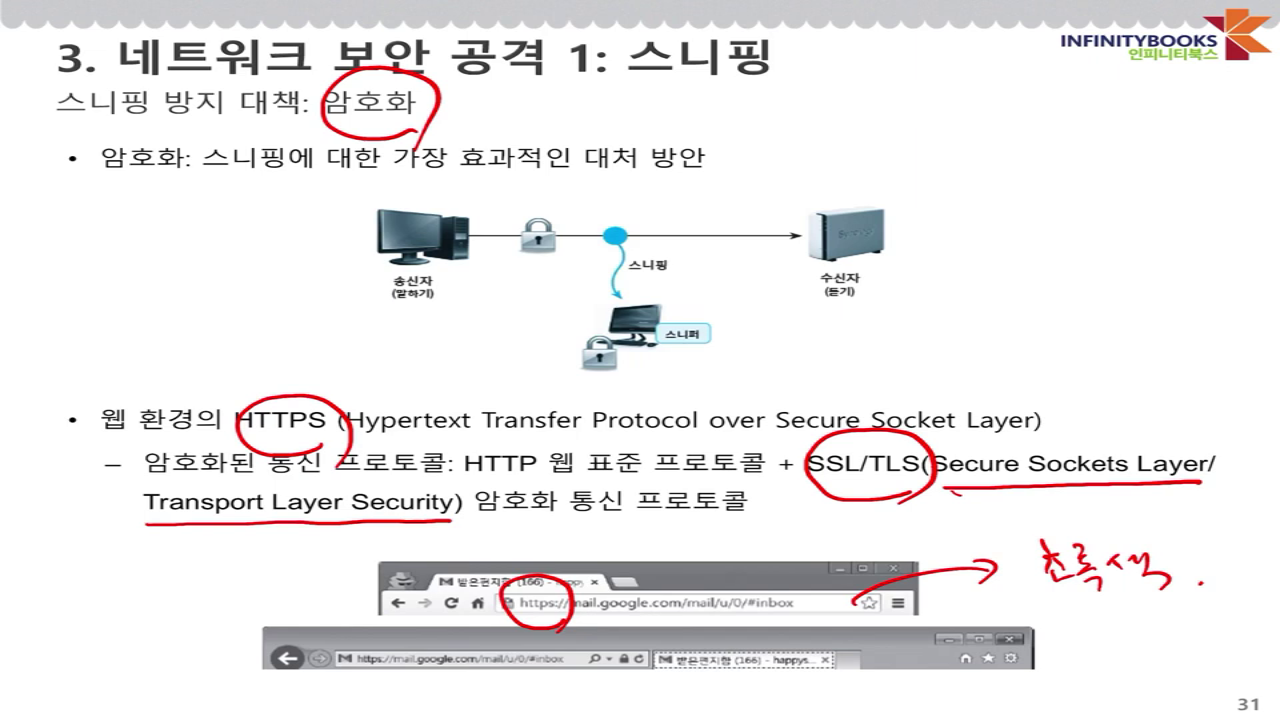 INFINITYBOOKS
인피니티북스
3. 네트워크 보안 공격 1: 스니핑
스니핑 방지 대책: 암호화
• 암호화: 스니핑에 대한 가장 효과적인 대처 방안
스니핑
송신자
(말하기)
수신자
(듣기)
스니퍼
• 웹 환경의 HTTPS (Hypertext Transfer Protocol over Secure Socket Layer)
– 암호화된 통신 프로토콜: HTTP 웹 표준 프로토콜 + SSL/TLS(Secure Sockets Layer/
Transport Layer Security) 암호화 통신 프로토콜
초록색.
받은편지함 (166) - happy
https://mail.google.com/mail/u/0/#inbox
https://mail.google.com/mail/u/0/#inbox
받은편지함 (166) - happys...
31